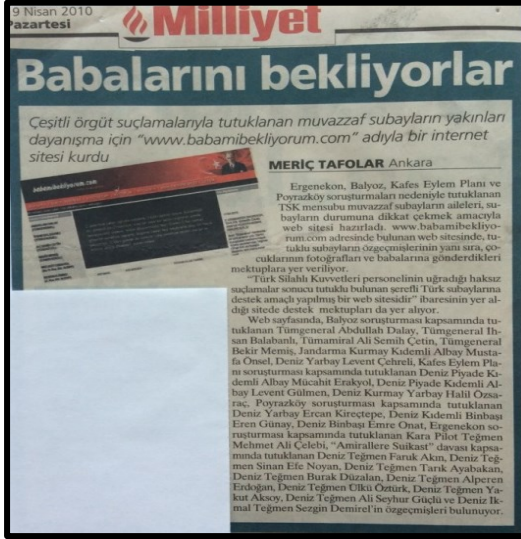 9 Nisan 2010
Pazartesi
Milliyet
Babalarını bekliyorlar
Çeşitli örgüt suçlamalarıyla tutuklanan muvazzaf subayların yakınları
dayanışma için “www.babamibekliyorum.com” adıyla bir internet
sitesi kurdu
babamibekliyorum.com
MERİÇ TAFOLAR Ankara
Ergenekon, Balyoz, Kafes Eylem Planı ve
Poyrazköy soruşturmaları nedeniyle tutuklanan
TSK mensubu muvazzaf subayların aileleri, su-
bayların durumuna dikkat çekmek amacıyla
web sitesi hazırladı. www.babamibekliyo-
rum.com adresinde bulunan web sitesinde, tu-
tuklu subayların özgeçmişlerinin yanı sıra, ço-
cuklarının fotoğrafları ve babalarına gönderdikleri
mektuplara yer veriliyor.
“Türk Silahlı Kuvvetleri personelinin uğradığı haksız
suçlamalar sonucu tutuklu bulunan şerefli Türk subaylarına
destek amaçlı yapılmış bir web sitesidir” ibaresinin yer al-
dığı sitede destek mektupları da yer alıyor.
Web sayfasında, Balyoz soruşturması kapsamında tu-
tuklanan Tümgeneral Abdullah Dalay, Tümgeneral İh-
san Balabanlı, Tümamiral Ali Semih Çetin, Tümgeneral
Bekir Memiş, Jandarma Kurmay Kıdemli Albay Musta-
fa Önsel, Deniz Yarbay Levent Çehreli, Kafes Eylem Pla-
nı soruşturması kapsamında tutuklanan Deniz Piyade Kı-
demli Albay Mücahit Erakyol, Deniz Piyade Kıdemli Al-
bay Levent Gülmen, Deniz Kurmay Yarbay Halil Özsa-
raç, Poyrazköy soruşturması kapsamında tutuklanan
Deniz Yarbay Ercan Kireçtepe, Deniz Kıdemli Binbaşı
Eren Günay, Deniz Binbaşı Emre Onat, Ergenekon so-
ruşturması kapsamında tutuklanan Kara Pilot Teğmen
Mehmet Ali Çelebi, “Amirallere Suikast” davası kapsa-
mında tutuklanan Deniz Teğmen Faruk Akın, Deniz Teğ-
men Sinan Efe Noyan, Deniz Teğmen Tarık Ayabakan,
Deniz Teğmen Burak Düzalan, Deniz Teğmen Alperen
Erdoğan, Deniz Teğmen Ülkü Öztürk, Deniz Teğmen Ya-
kut Aksoy, Deniz Teğmen Ali Seyhur Güçlü ve Deniz İk-
mal Teğmen Sezgin Demirel’in özgeçmişleri bulunuyor.